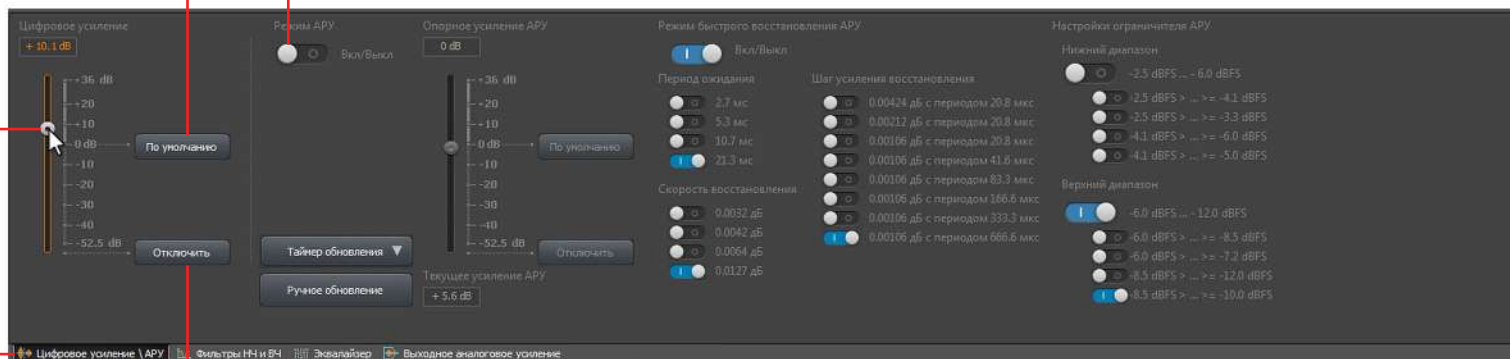 Цифровое усиление
+ 10.1 dB
+36 dB
+20
+10
0 dB
-10
-20
-30
-40
-52.5 dB
По умолчанию
Отключить
Режим АРУ
Вкл/Выкл
Таймер обновления
Ручное обновление
Опорное усиление АРУ
0 dB
+36 dB
+20
+10
0 dB
-10
-20
-30
-40
-52.5 dB
По умолчанию
Отключить
Текущее усиление АРУ
+ 5.6 dB
Режим быстрого восстановления АРУ
Вкл/Выкл
Период ожидания
2.7 мс
5.3 мс
10.7 мс
21.3 мс
Скорость восстановления
0.0032 дБ
0.0042 дБ
0.0064 дБ
0.0127 дБ
Шаг усиления восстановления
0.00424 дБ с периодом 20.8 мкс
0.00212 дБ с периодом 20.8 мкс
0.00106 дБ с периодом 20.8 мкс
0.00106 дБ с периодом 41.6 мкс
0.00106 дБ с периодом 83.3 мкс
0.00106 дБ с периодом 166.6 мкс
0.00106 дБ с периодом 333.3 мкс
0.00106 дБ с периодом 666.6 мкс
Настройки ограничителя АРУ
Нижний диапазон
-2.5 dBFS ... - 6.0 dBFS
-2.5 dBFS > ... >= -4.1 dBFS
-2.5 dBFS > ... >= -3.3 dBFS
-4.1 dBFS > ... >= -6.0 dBFS
-4.1 dBFS > ... >= -5.0 dBFS
Верхний диапазон
-6.0 dBFS ... - 12.0 dBFS
-6.0 dBFS > ... >= -8.5 dBFS
-6.0 dBFS > ... >= -7.2 dBFS
-8.5 dBFS > ... >= -12.0 dBFS
-8.5 dBFS > ... >= -10.0 dBFS
Цифровое усиление \ АРУ
Фильтры НЧ и ВЧ
Эквалайзер
Выходное аналоговое усиление